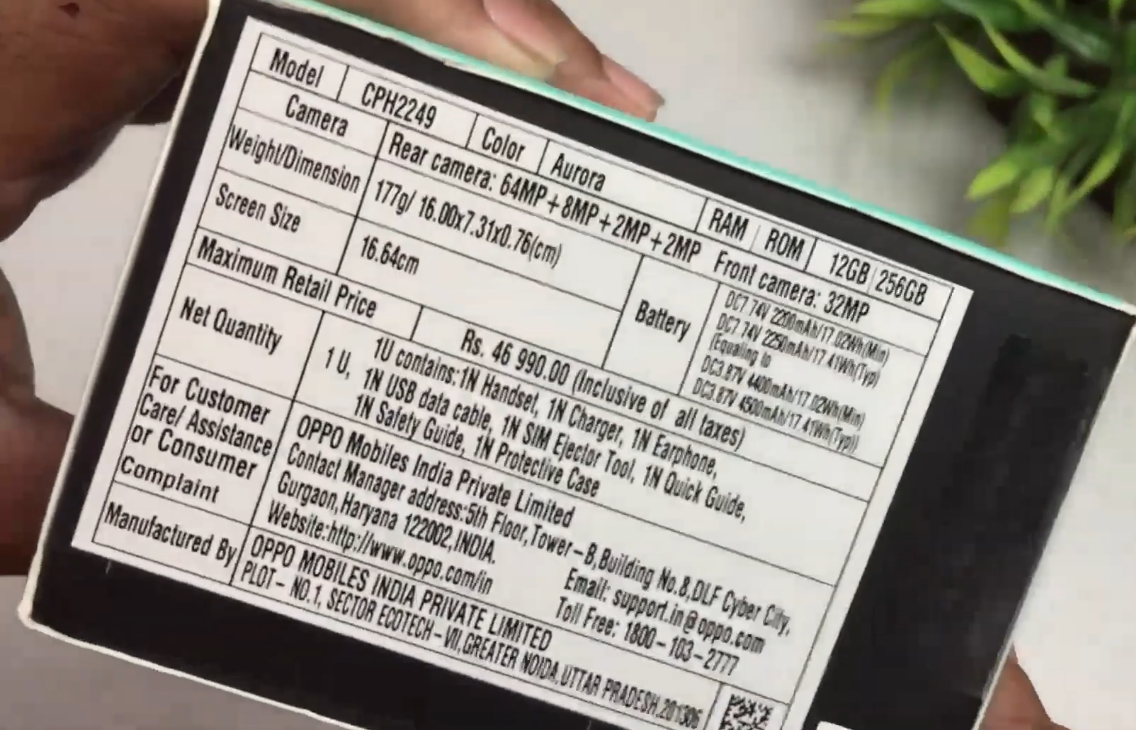 Model CPH2249 Color Aurora RAM ROM 12GB 256GB
Camera Rear camera: 64MP+8MP+2MP+2MP Front camera: 32MP
Weight/Dimension 177g/ 16.00x7.31x0.76(cm)
Screen Size 16.64cm
Battery DC7.74V 2200mAh/17.02Wh(Min)
DC7.74V 2250mAh/17.41Wh(Typ)
(Equaling to
DC3.87V 4400mAh/17.02Wh(Min)
DC3.87V 4500mAh/17.41Wh(Typ))
Maximum Retail Price Rs. 46 990.00 (Inclusive of all taxes)
Net Quantity 1 U, 1U contains:1N Handset, 1N Charger, 1N Earphone,
1N USB data cable, 1N SIM Ejector Tool, 1N Quick Guide,
1N Safety Guide, 1N Protective Case
For Customer
Care/ Assistance
or Consumer
Complaint
OPPO Mobiles India Private Limited
Contact Manager address:5th Floor,Tower-B,Building No.8,DLF Cyber City,
Gurgaon,Haryana 122002,INDIA. Email: support.in@oppo.com
Website:http://www.oppo.com/in Toll Free: 1800-103-2777
Manufactured By OPPO MOBILES INDIA PRIVATE LIMITED
PLOT- NO.1, SECTOR ECOTECH-VII,GREATER NOIDA,UTTAR PRADESH,201306